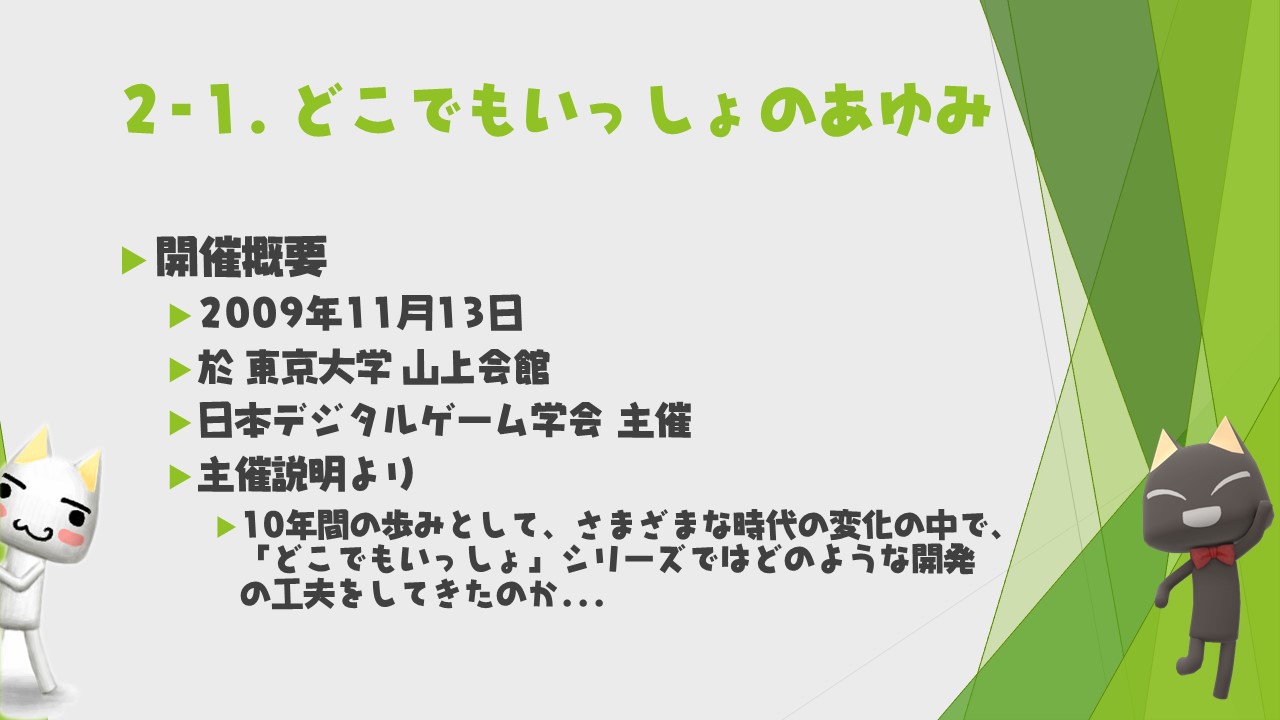 2-1. どこでもいっしょのあゆみ
開催概要
2009年11月13日
於 東京大学 山上会館
日本デジタルゲーム学会 主催
主催説明より
10年間の歩みとして、さまざまな時代の変化の中で、
「どこでもいっしょ」シリーズではどのような開発
の工夫をしてきたのか...